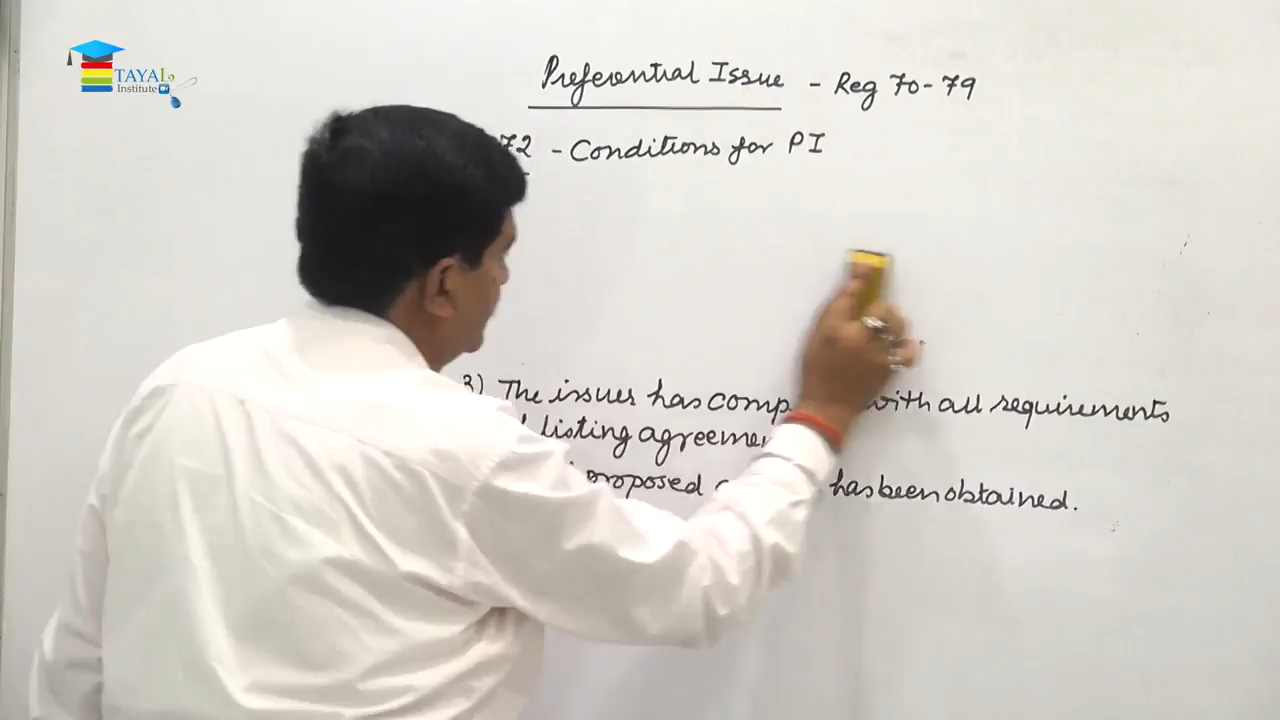 TAYAL
Institute
Preferential Issue - Reg 70-79
72 - Conditions for PI
3) The issuer has comp with all requirements
listing agreeme
proposed has been obtained.